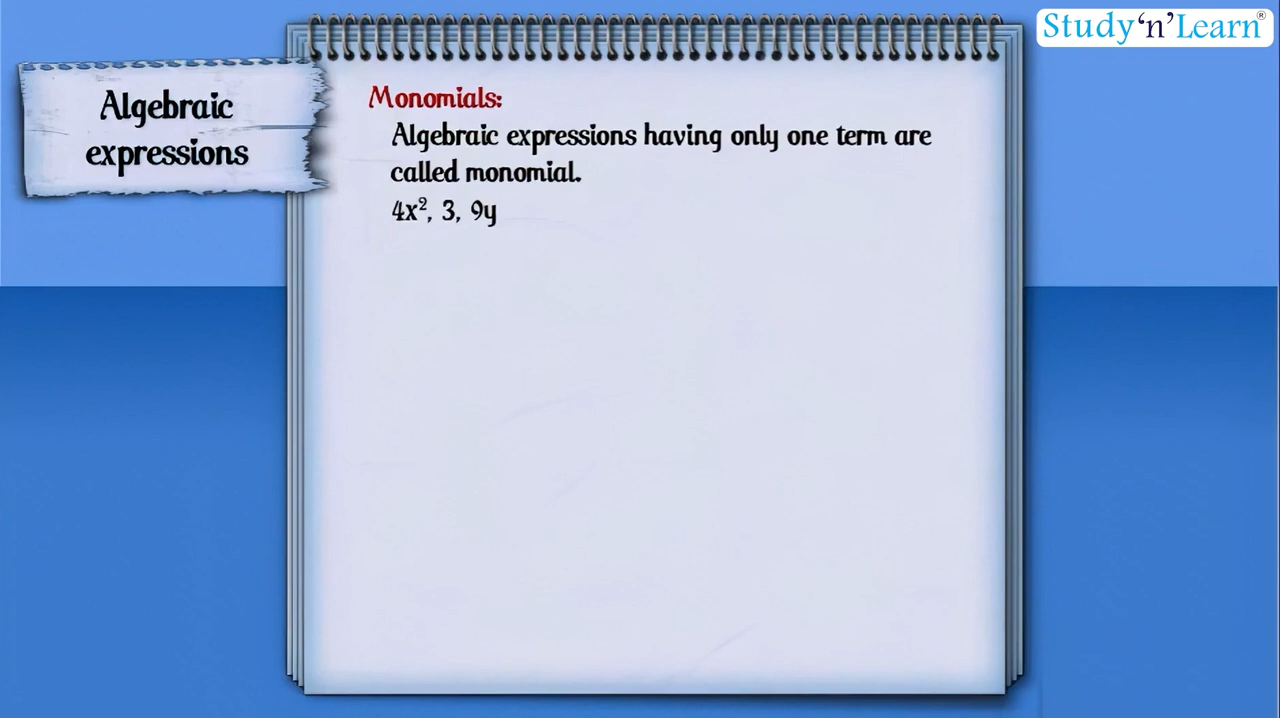 Study‘n’Learn®
Algebraic
expressions
Monomials:
Algebraic expressions having only one term are
called monomial.
4x², 3, 9y